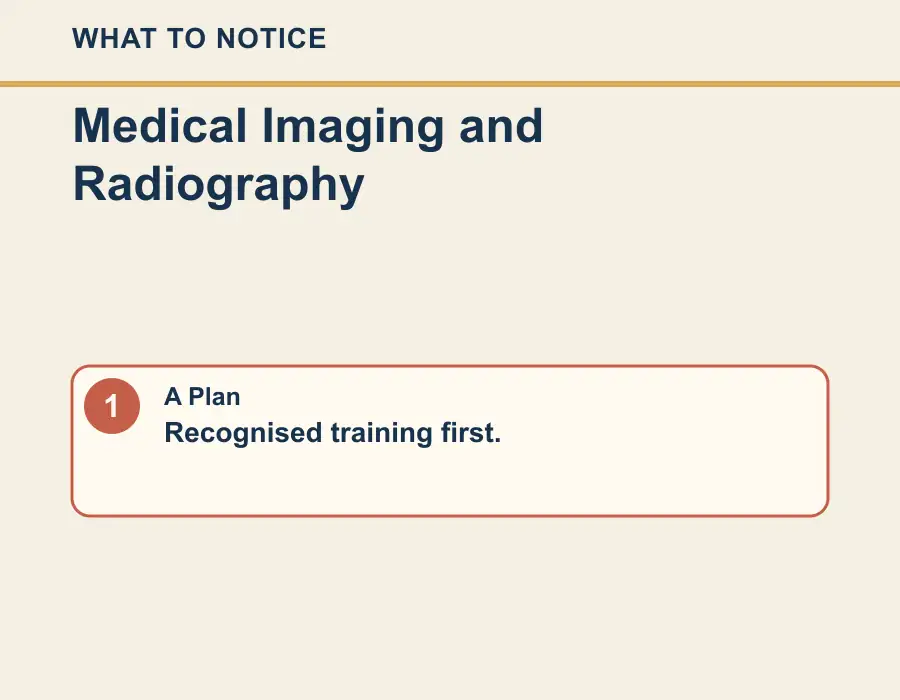 WHAT TO NOTICE
Medical Imaging and
Radiography
1
A Plan
Recognised training first.